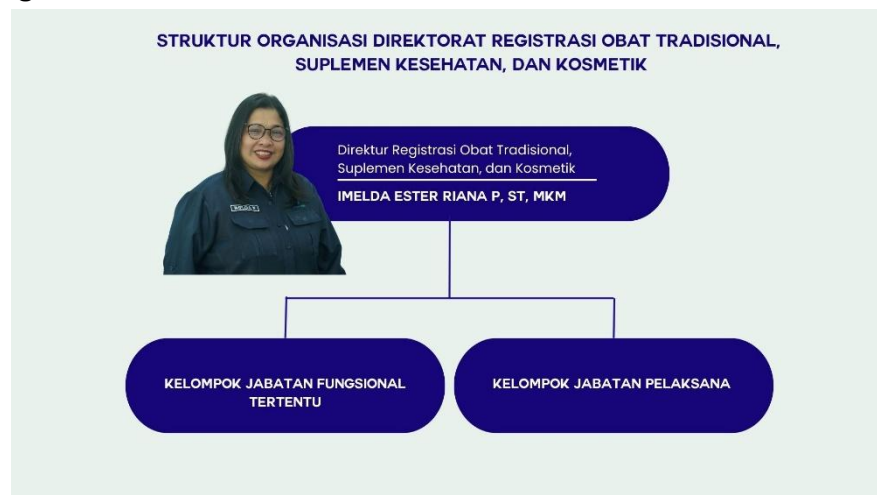 STRUKTUR ORGANISASI DIREKTORAT REGISTRASI OBAT TRADISIONAL,
SUPLEMEN KESEHATAN, DAN KOSMETIK
Direktur Registrasi Obat Tradisional,
Suplemen Kesehatan, dan Kosmetik
IMELDA ESTER RIANA P, ST, MKM
KELOMPOK JABATAN FUNGSIONAL
TERTENTU
KELOMPOK JABATAN PELAKSANA